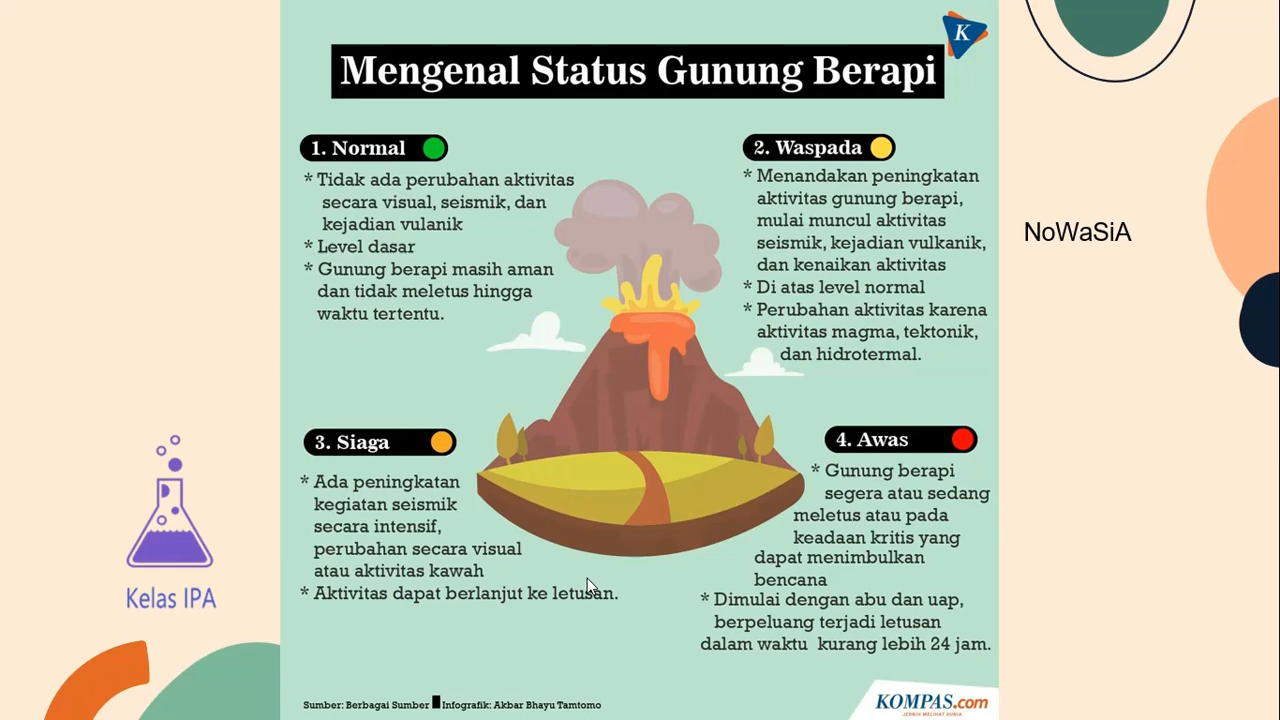 K
Mengenal Status Gunung Berapi
1. Normal
* Tidak ada perubahan aktivitas
secara visual, seismik, dan
kejadian vulanik
* Level dasar
* Gunung berapi masih aman
dan tidak meletus hingga
waktu tertentu.
2. Waspada
* Menandakan peningkatan
aktivitas gunung berapi,
mulai muncul aktivitas
seismik, kejadian vulkanik,
dan kenaikan aktivitas
* Di atas level normal
* Perubahan aktivitas karena
aktivitas magma, tektonik,
dan hidrotermal.
NoWaSiA
3. Siaga
* Ada peningkatan
kegiatan seismik
secara intensif,
perubahan secara visual
atau aktivitas kawah
* Aktivitas dapat berlanjut ke letusan.
4. Awas
* Gunung berapi
segera atau sedang
meletus atau pada
keadaan kritis yang
dapat menimbulkan
bencana
* Dimulai dengan abu dan uap,
berpeluang terjadi letusan
dalam waktu kurang lebih 24 jam.
Kelas IPA
Sumber: Berbagai Sumber Infografik: Akbar Bhayu Tamtomo
KOMPAS.com
JERNIH MELIHAT DUNIA